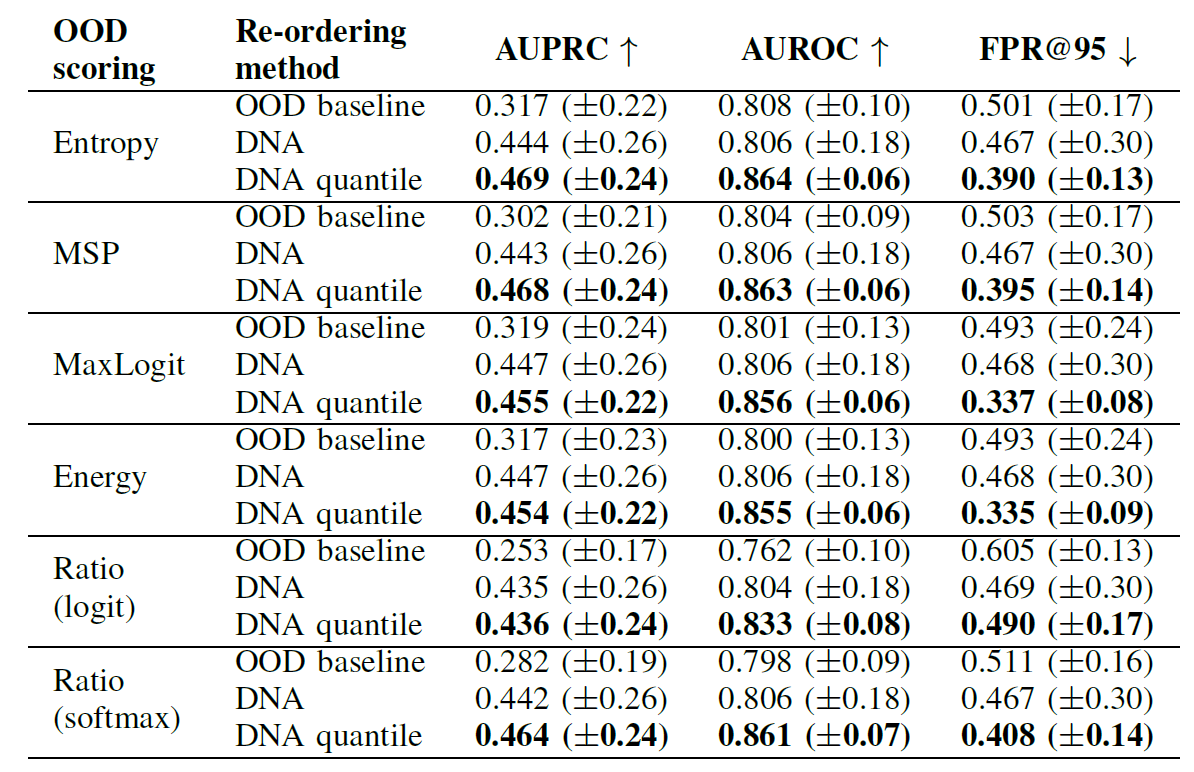 OOD scoring Re-ordering method AUPRC ↑ AUROC ↑ FPR@95 ↓
Entropy OOD baseline 0.317 (±0.22) 0.808 (±0.10) 0.501 (±0.17)
DNA 0.444 (±0.26) 0.806 (±0.18) 0.467 (±0.30)
DNA quantile 0.469 (±0.24) 0.864 (±0.06) 0.390 (±0.13)
MSP OOD baseline 0.302 (±0.21) 0.804 (±0.09) 0.503 (±0.17)
DNA 0.443 (±0.26) 0.806 (±0.18) 0.467 (±0.30)
DNA quantile 0.468 (±0.24) 0.863 (±0.06) 0.395 (±0.14)
MaxLogit OOD baseline 0.319 (±0.24) 0.801 (±0.13) 0.493 (±0.24)
DNA 0.447 (±0.26) 0.806 (±0.18) 0.468 (±0.30)
DNA quantile 0.455 (±0.22) 0.856 (±0.06) 0.337 (±0.08)
Energy OOD baseline 0.317 (±0.23) 0.800 (±0.13) 0.493 (±0.24)
DNA 0.447 (±0.26) 0.806 (±0.18) 0.468 (±0.30)
DNA quantile 0.454 (±0.22) 0.855 (±0.06) 0.335 (±0.09)
Ratio (logit) OOD baseline 0.253 (±0.17) 0.762 (±0.10) 0.605 (±0.13)
DNA 0.435 (±0.26) 0.804 (±0.18) 0.469 (±0.30)
DNA quantile 0.436 (±0.24) 0.833 (±0.08) 0.490 (±0.17)
Ratio (softmax) OOD baseline 0.282 (±0.19) 0.798 (±0.09) 0.511 (±0.16)
DNA 0.442 (±0.26) 0.806 (±0.18) 0.467 (±0.30)
DNA quantile 0.464 (±0.24) 0.861 (±0.07) 0.408 (±0.14)